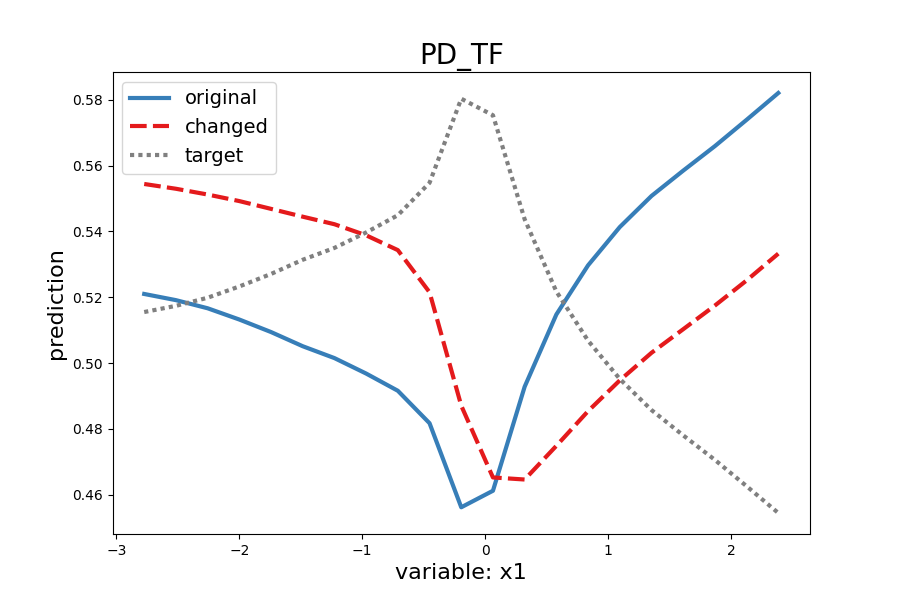 PD_TF
original
changed
target
prediction
0.58
0.56
0.54
0.52
0.50
0.48
0.46
−3
−2
−1
0
1
2
variable: x1